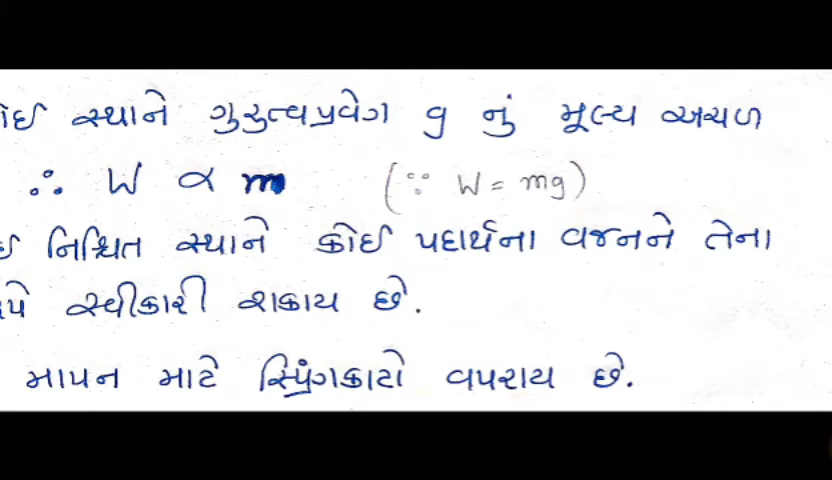 ોઈ સ્થાને ગુરુત્વપ્રવેગ g નું મૂલ્ય અચળ
∴ W ∝ m (∵ W = mg)
ઈ નિશ્ચિત સ્થાને કોઈ પદાર્થના વજનને તેના
પે સ્વીકારી શકાય છે.
માપન માટે સ્પ્રિંગકાટો વપરાય છે.